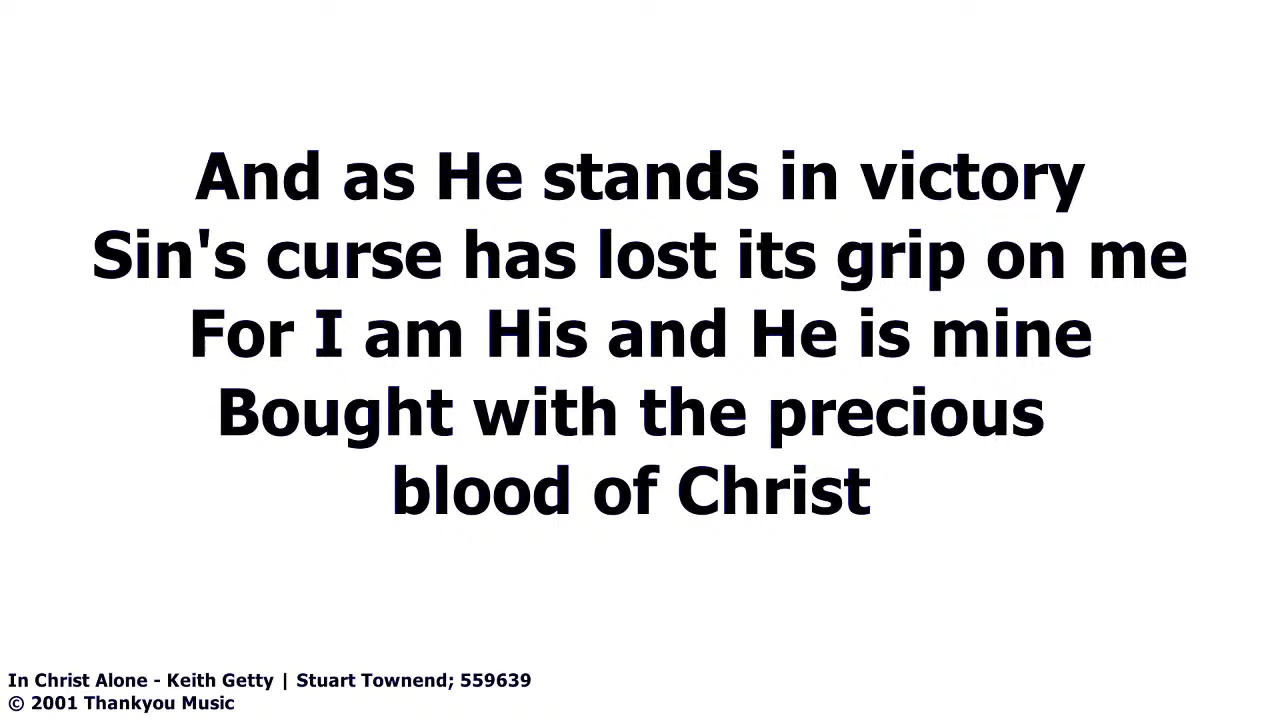 And as He stands in victory
Sin's curse has lost its grip on me
For I am His and He is mine
Bought with the precious
blood of Christ
In Christ Alone - Keith Getty | Stuart Townend; 559639
© 2001 Thankyou Music